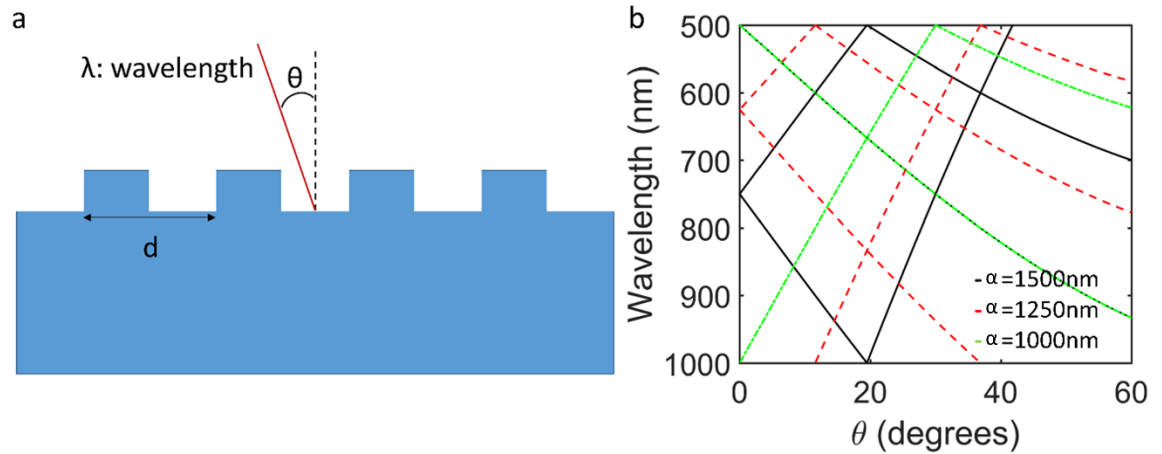 a
λ: wavelength
θ
d
b
Wavelength (nm)
500
600
700
800
900
1000
0
20
40
60
θ (degrees)
α=1500nm
α=1250nm
α=1000nm